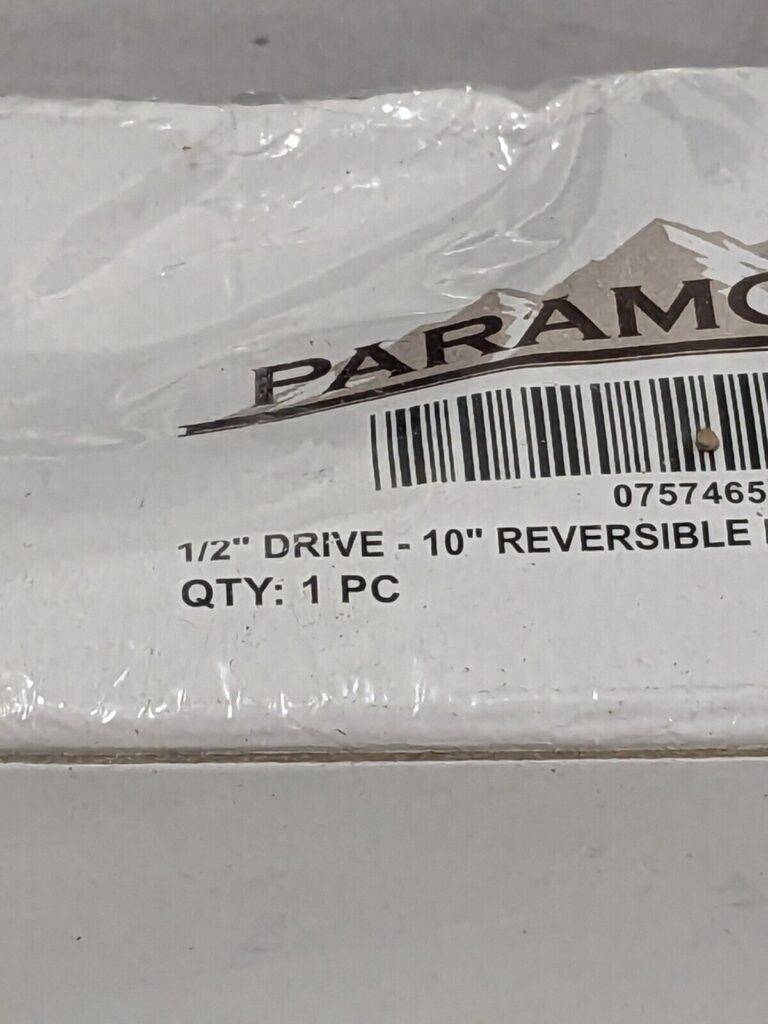 PARAMO
0757465
1/2" DRIVE - 10" REVERSIBLE
QTY: 1 PC